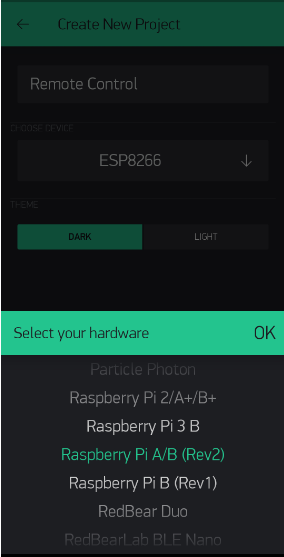 Create New Project
Remote Control
CHOOSE DEVICE
ESP8266
THEME
DARK
LIGHT
Select your hardware
OK
Particle Photon
Raspberry Pi 2/A+/B+
Raspberry Pi 3 B
Raspberry Pi A/B (Rev2)
Raspberry Pi B (Rev1)
RedBear Duo
RedBearLab BLE Nano